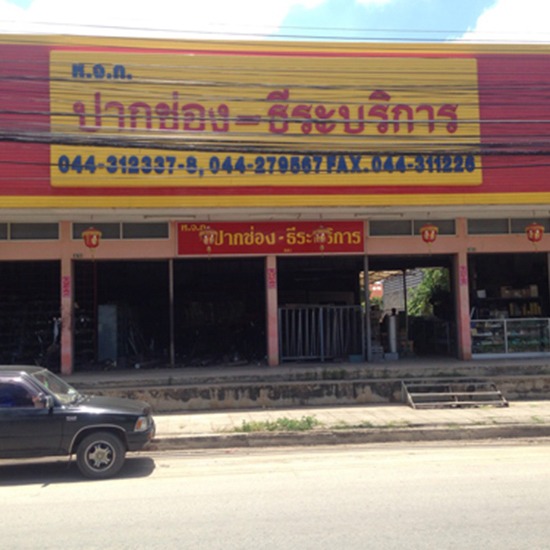 ห.จ.ก.
ปากช่อง-ธีระบริการ
044-312337-8, 044-279567 FAX. 044-311228
ห.จ.ก.
ปากช่อง-ธีระบริการ